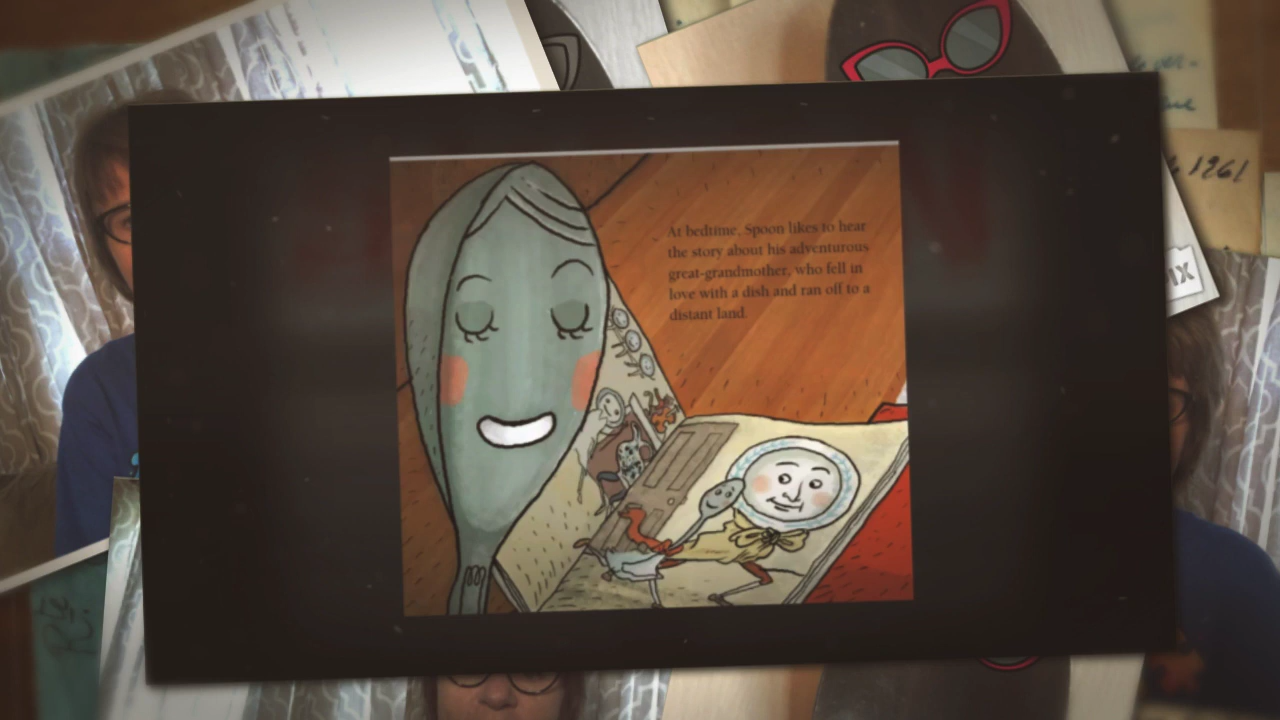 At bedtime, Spoon likes to hear
the story about his adventurous
great-grandmother, who fell in
love with a dish and ran off to a
distant land.
1961
IX